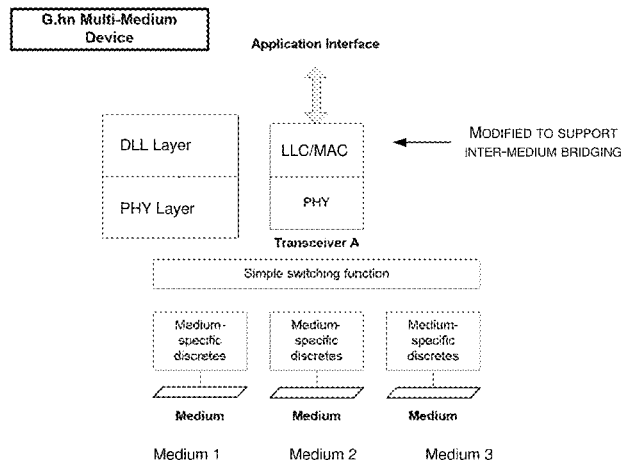 G.hn Multi-Medium
Device
Application Interface
DLL Layer
LLC/MAC
MODIFIED TO SUPPORT
INTER-MEDIUM BRIDGING
PHY Layer
PHY
Transceiver A
Simple switching function
Medium-
specific
discretes
Medium-
specific
discretes
Medium-
specific
discretes
Medium
Medium
Medium
Medium 1
Medium 2
Medium 3